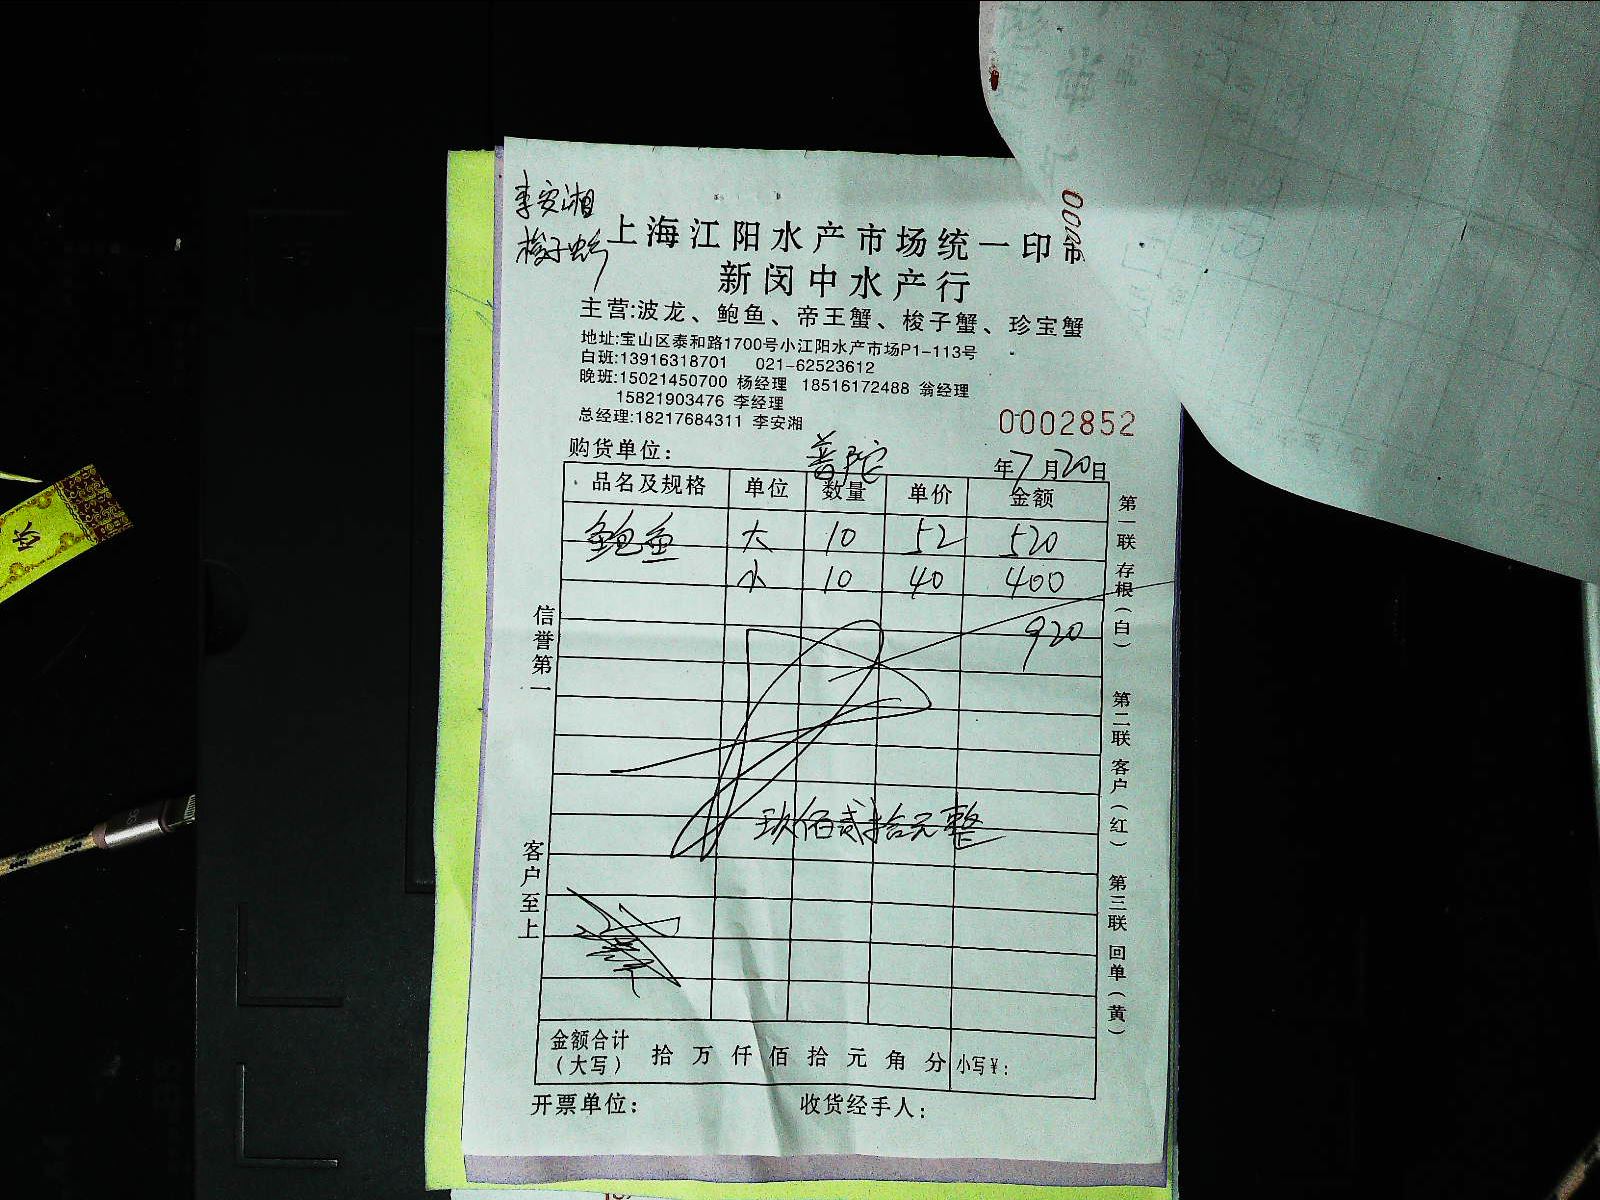 李安湘
梭子蟹
上海江阳水产市场统一印制
新闵中水产行
主营:波龙、鲍鱼、帝王蟹、梭子蟹、珍宝蟹
地址:宝山区泰和路1700号小江阳水产市场P1-113号
白班:13916318701 021-62523612
晚班:15021450700 杨经理 18516172488 翁经理
15821903476 李经理
总经理:18217684311 李安湘
0002852
购货单位: 普陀 年7月20日
品名及规格 单位 数量 单价 金额
鲍鱼 大 10 52 520
小 10 40 400
920
玖佰贰拾元整
金额合计(大写) 拾 万 仟 佰 拾 元 角 分 小写¥:
开票单位: 收货经手人:
信誉第一
客户至上
第一联 存根(白)
第二联 客户(红)
第三联 回单(黄)